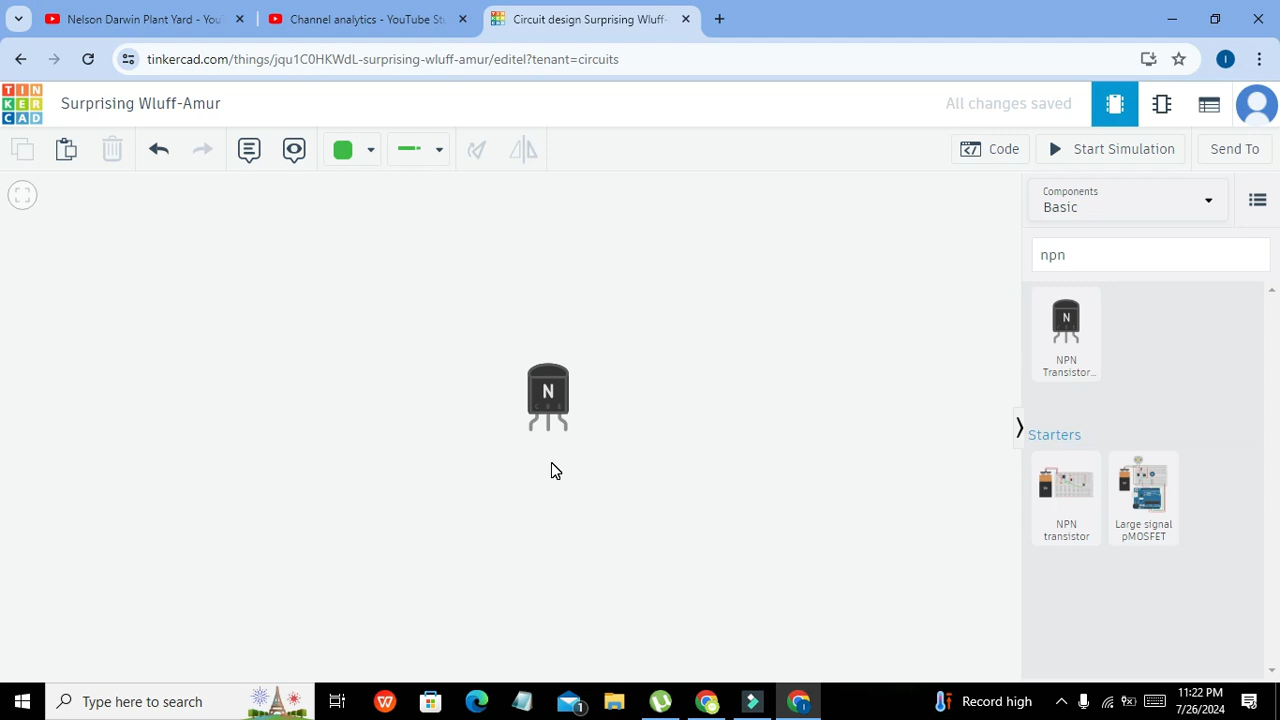 Nelson Darwin Plant Yard - You
Channel analytics - YouTube St
Circuit design Surprising Wluff-
tinkercad.com/things/jqu1C0HKWdL-surprising-wluff-amur/editel?tenant=circuits
I
TIN
KER
CAD
Surprising Wluff-Amur
All changes saved
Code
Start Simulation
Send To
Components
Basic
npn
N
NPN
Transistor...
N
Starters
NPN
transistor
Large signal
pMOSFET
Type here to search
1
Record high
11:22 PM
7/26/2024